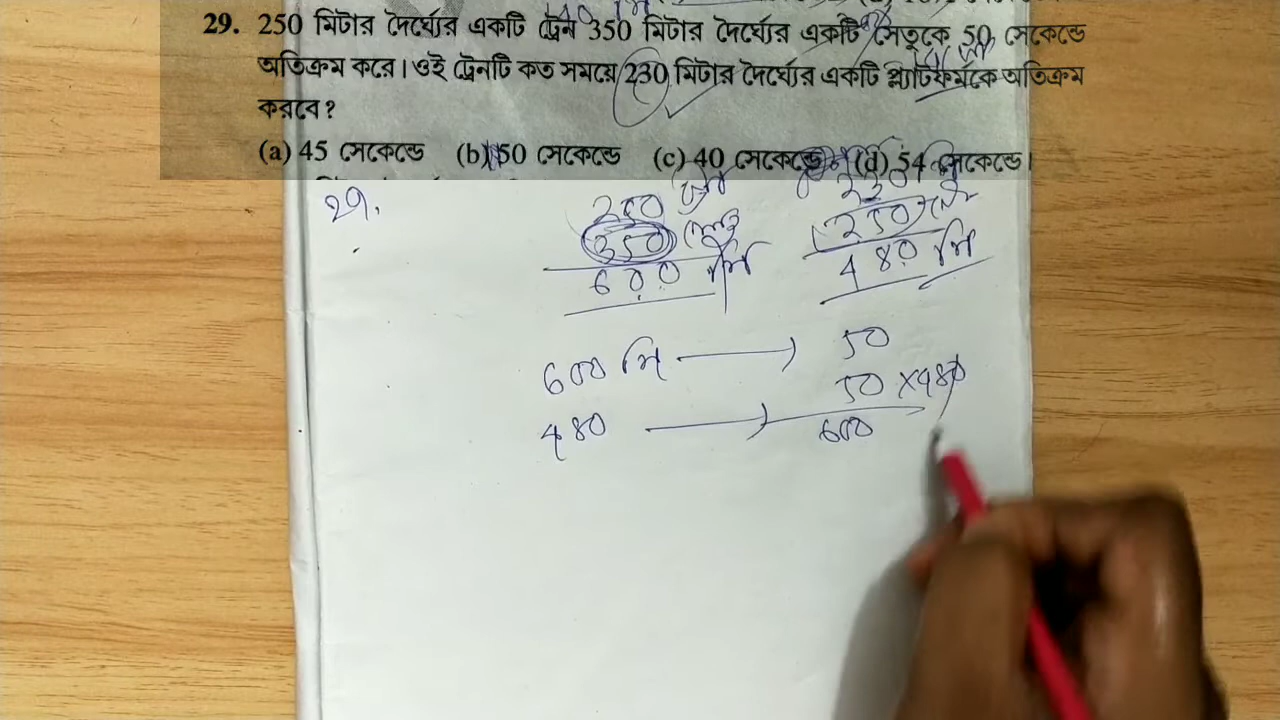 29. 250 মিটার দৈর্ঘ্যের একটি ট্রেন 350 মিটার দৈর্ঘ্যের একটি সেতুকে 50 সেকেন্ডে
অতিক্রম করে। ওই ট্রেনটি কত সময়ে 230 মিটার দৈর্ঘ্যের একটি প্ল্যাটফর্মকে অতিক্রম
করবে?
(a) 45 সেকেন্ডে (b) 50 সেকেন্ডে (c) 40 সেকেন্ডে (d) 54 সেকেন্ডে।
29.
250 230
350 সেতু 250
600 মি 480 মি
600 মি → 50
50 × 480
480 → 600